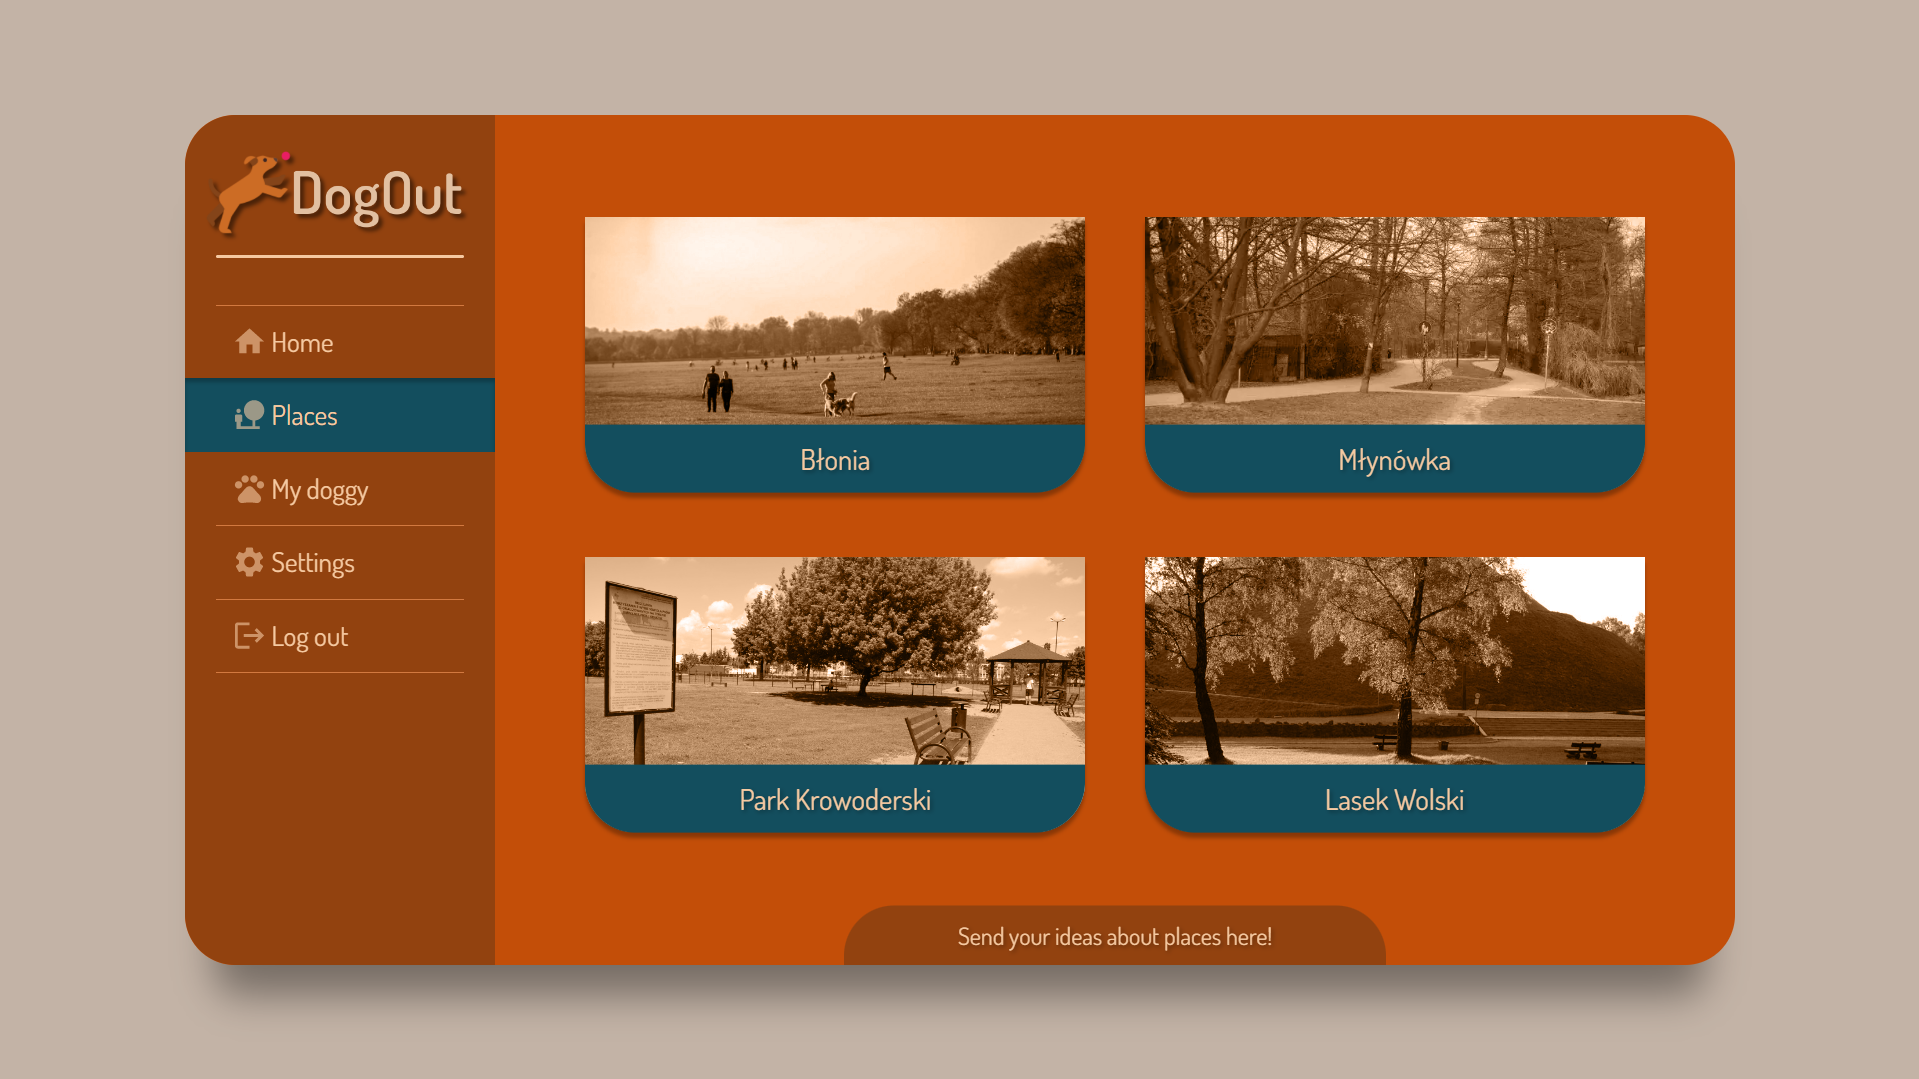 DogOut
Home
Places
My doggy
Settings
Log out
Błonia
Młynówka
Park Krowoderski
Lasek Wolski
Send your ideas about places here!